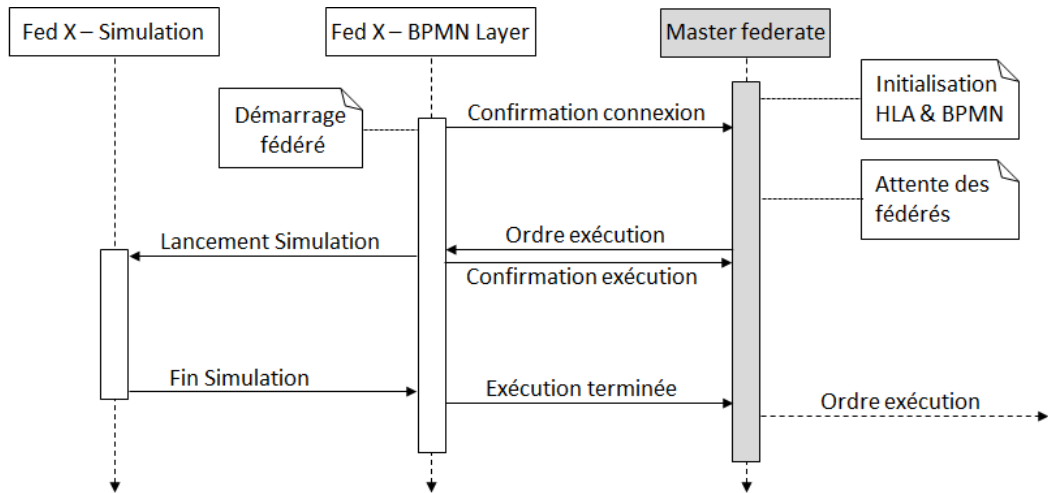 Fed X – Simulation
Fed X – BPMN Layer
Master federate
Initialisation
HLA & BPMN
Démarrage
fédéré
Confirmation connexion
Attente des
fédérés
Lancement Simulation
Ordre exécution
Confirmation exécution
Fin Simulation
Exécution terminée
Ordre exécution